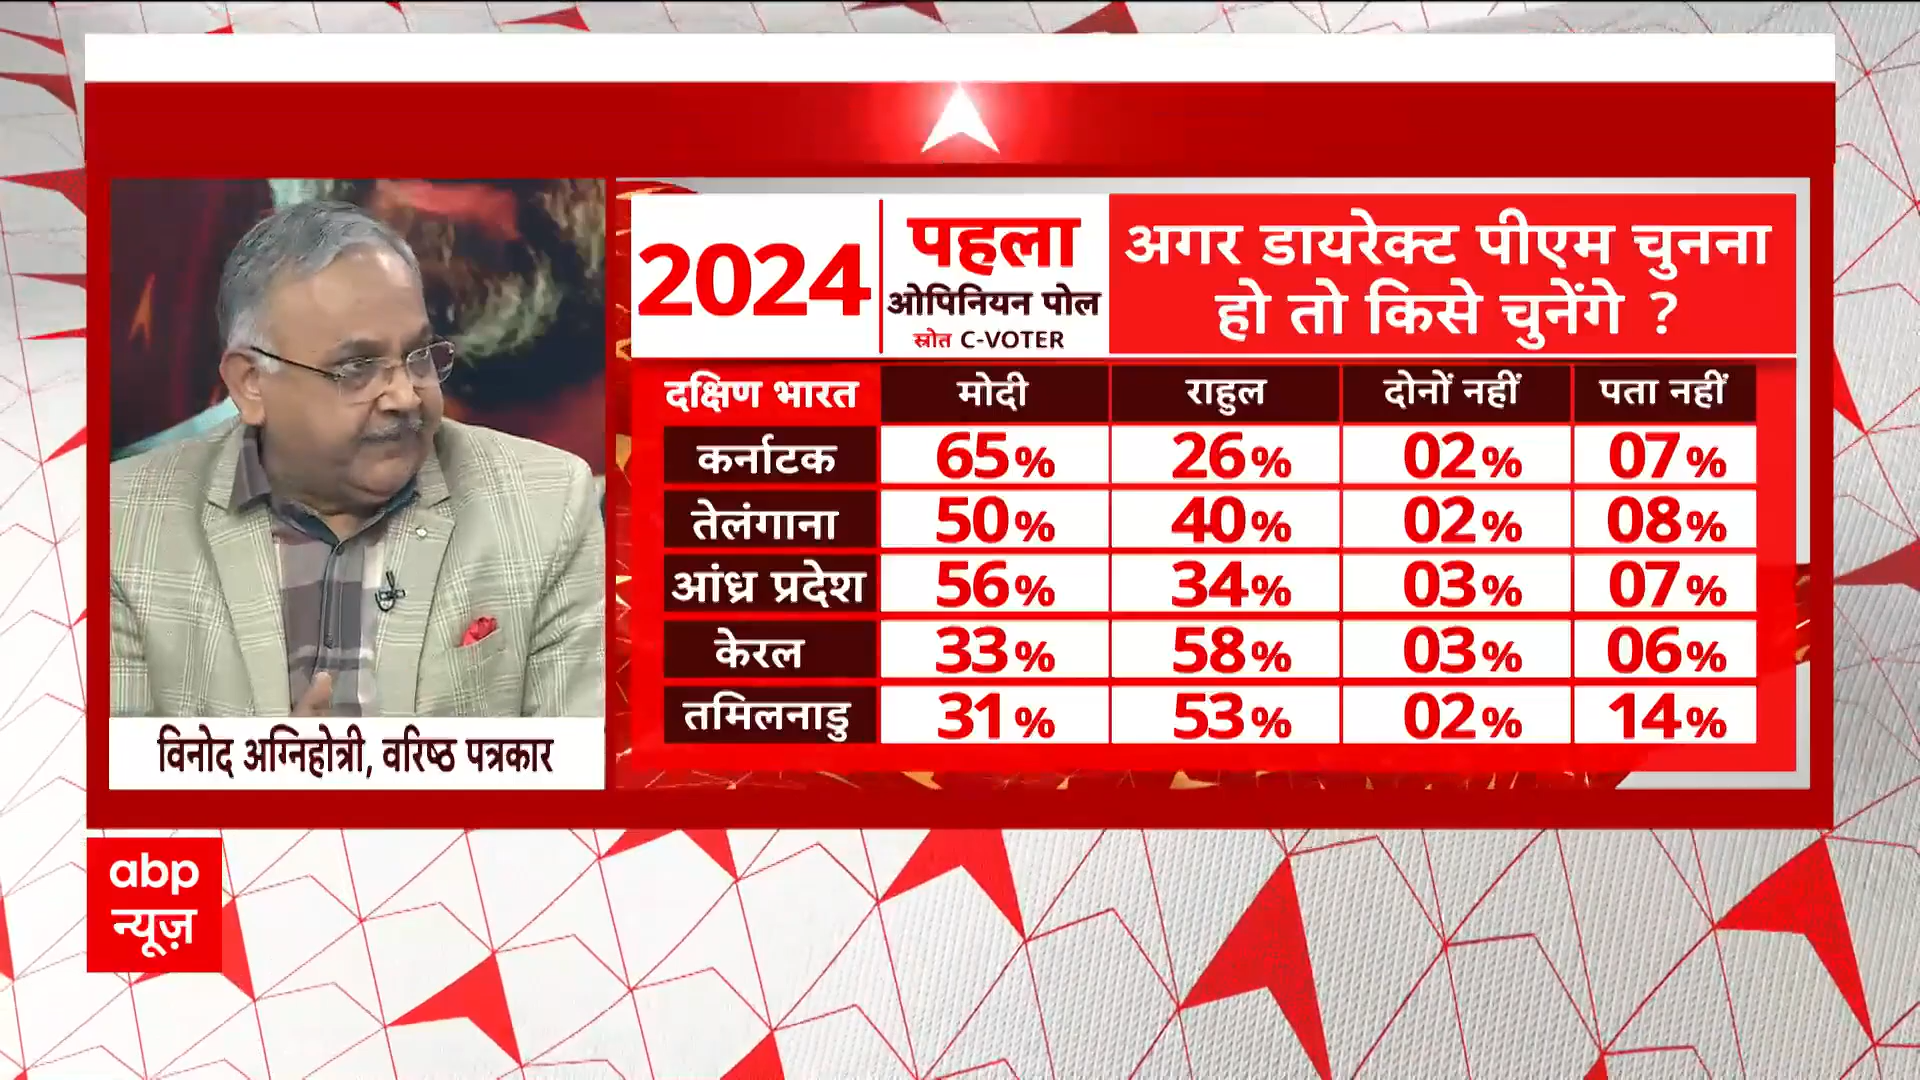 2024
पहला
ओपिनियन पोल
स्रोत C-VOTER
अगर डायरेक्ट पीएम चुनना
हो तो किसे चुनेंगे ?
दक्षिण भारत मोदी राहुल दोनों नहीं पता नहीं
कर्नाटक 65% 26% 02% 07%
तेलंगाना 50% 40% 02% 08%
आंध्र प्रदेश 56% 34% 03% 07%
केरल 33% 58% 03% 06%
तमिलनाडु 31% 53% 02% 14%
विनोद अग्निहोत्री, वरिष्ठ पत्रकार
abp
न्यूज़